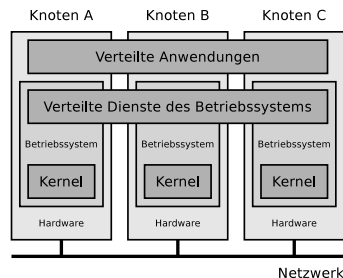 Knoten A Knoten B Knoten C
Verteilte Anwendungen
Verteilte Dienste des Betriebssystems
Betriebssystem Betriebssystem Betriebssystem
Kernel Kernel Kernel
Hardware Hardware Hardware
Netzwerk